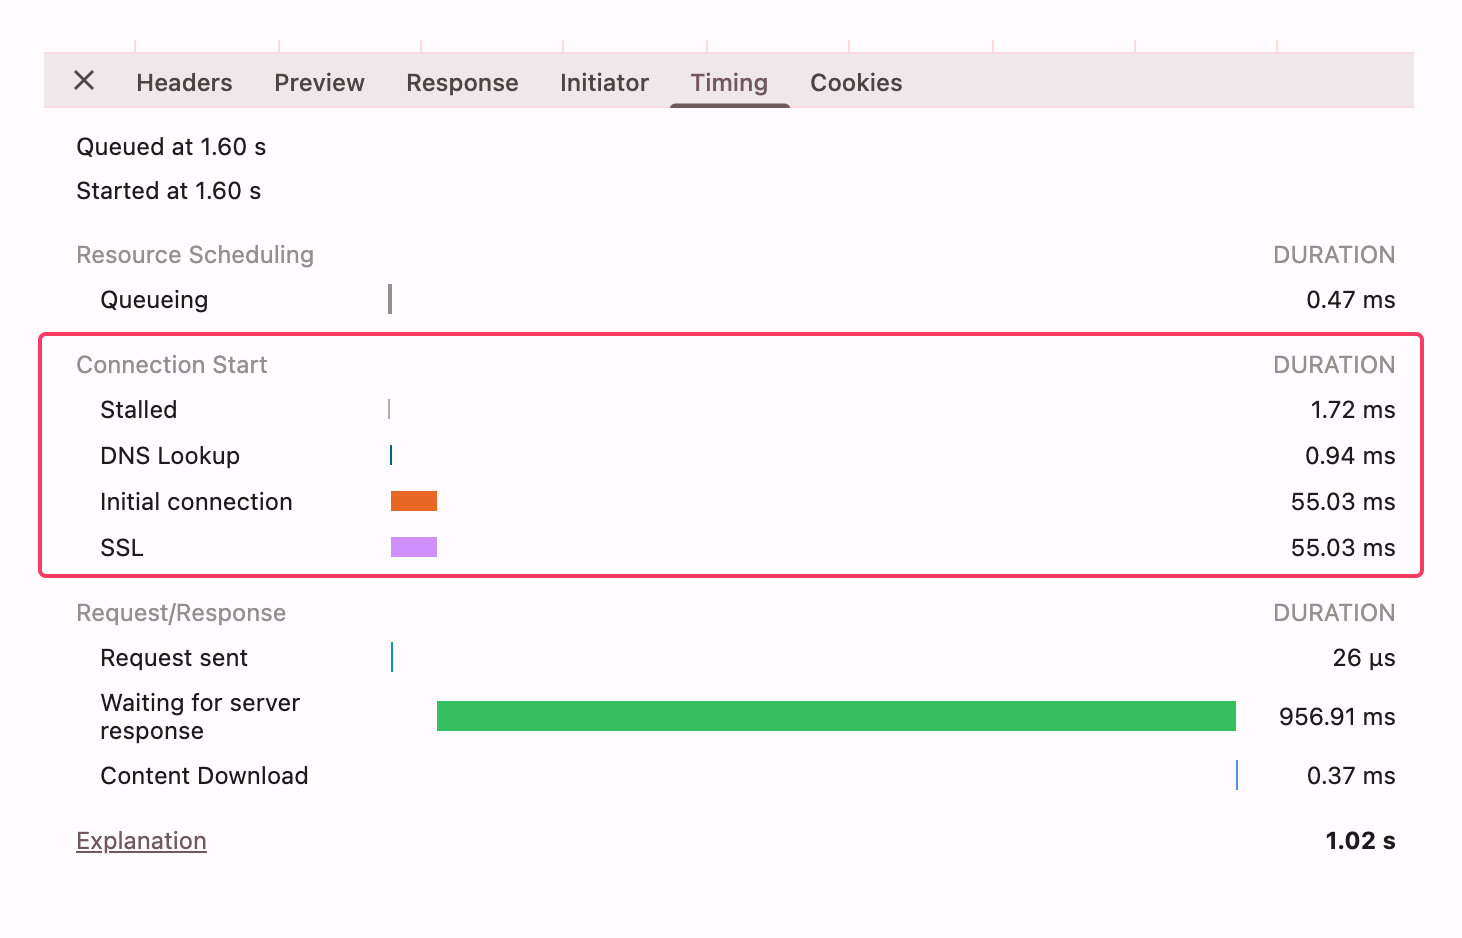 Headers Preview Response Initiator Timing Cookies
Queued at 1.60 s
Started at 1.60 s
Resource Scheduling DURATION
Queueing 0.47 ms
Connection Start DURATION
Stalled 1.72 ms
DNS Lookup 0.94 ms
Initial connection 55.03 ms
SSL 55.03 ms
Request/Response DURATION
Request sent 26 µs
Waiting for server
response 956.91 ms
Content Download 0.37 ms
Explanation 1.02 s